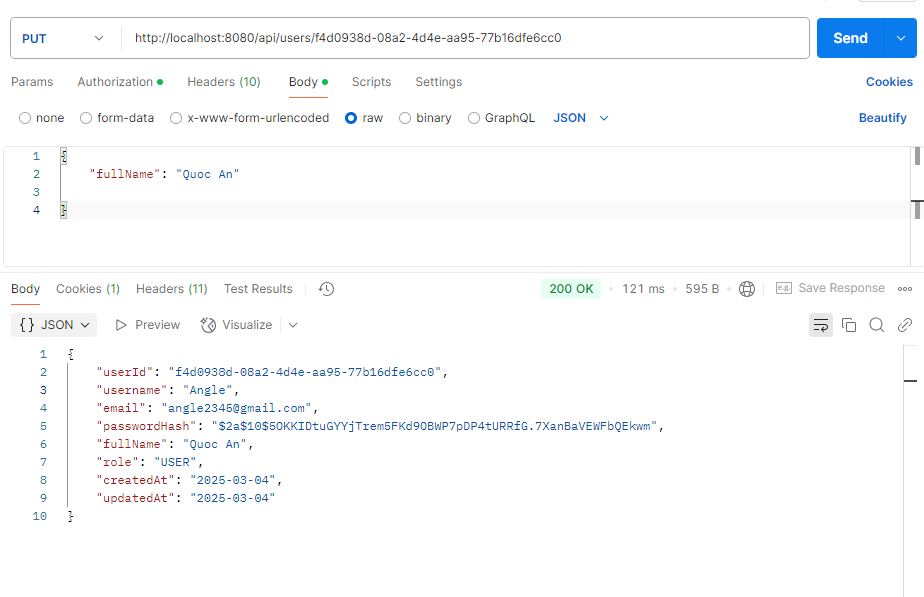 PUT http://localhost:8080/api/users/f4d0938d-08a2-4d4e-aa95-77b16dfe6cc0 Send
Params Authorization Headers (10) Body Scripts Settings Cookies
none form-data x-www-form-urlencoded raw binary GraphQL JSON Beautify
1 {
2 "fullName": "Quoc An"
3
4 }
Body Cookies (1) Headers (11) Test Results 200 OK • 121 ms • 595 B • e.g. Save Response
{} JSON Preview Visualize
1 {
2 "userId": "f4d0938d-08a2-4d4e-aa95-77b16dfe6cc0",
3 "username": "Angle",
4 "email": "angle2345@gmail.com",
5 "passwordHash": "$2a$10$5OKKIDtuGYYjTrem5FKd9OBWP7pDP4tURRfG.7XanBaVEWFbQEkwm",
6 "fullName": "Quoc An",
7 "role": "USER",
8 "createdAt": "2025-03-04",
9 "updatedAt": "2025-03-04"
10 }